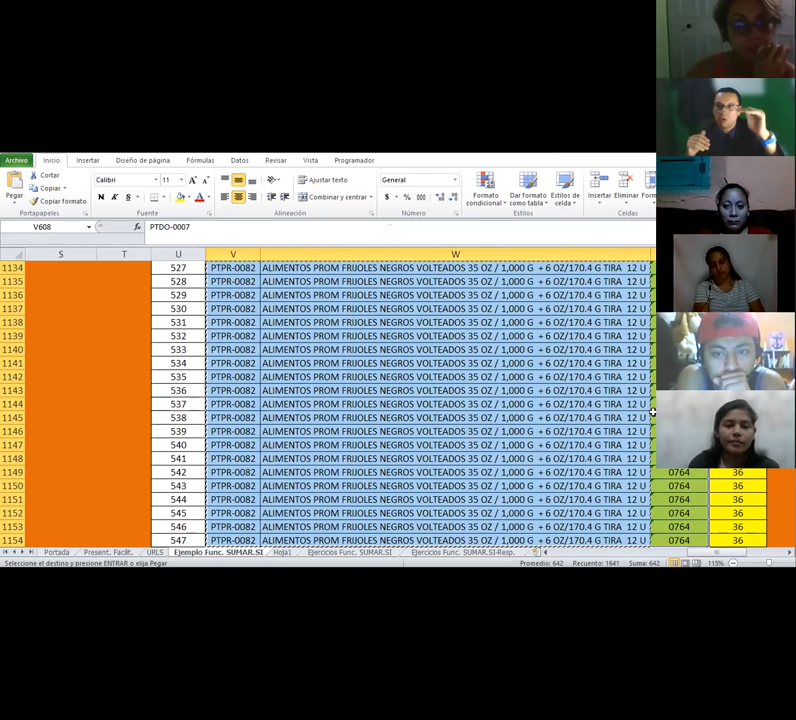 Archivo Inicio Insertar Diseño de página Fórmulas Datos Revisar Vista Programador
Pegar Cortar Copiar Copiar formato Calibri 11 Ajustar texto Combinar y centrar General Formato condicional Dar formato como tabla Estilos de celda Insertar Eliminar
Portapapeles Fuente Alineación Número Estilos Celdas
V608 fx PTDO-0007
S T U V W
1134 527 PTPR-0082 ALIMENTOS PROM FRIJOLES NEGROS VOLTEADOS 35 OZ / 1,000 G + 6 OZ/170.4 G TIRA 12 U
1135 528 PTPR-0082 ALIMENTOS PROM FRIJOLES NEGROS VOLTEADOS 35 OZ / 1,000 G + 6 OZ/170.4 G TIRA 12 U
1136 529 PTPR-0082 ALIMENTOS PROM FRIJOLES NEGROS VOLTEADOS 35 OZ / 1,000 G + 6 OZ/170.4 G TIRA 12 U
1137 530 PTPR-0082 ALIMENTOS PROM FRIJOLES NEGROS VOLTEADOS 35 OZ / 1,000 G + 6 OZ/170.4 G TIRA 12 U
1138 531 PTPR-0082 ALIMENTOS PROM FRIJOLES NEGROS VOLTEADOS 35 OZ / 1,000 G + 6 OZ/170.4 G TIRA 12 U
1139 532 PTPR-0082 ALIMENTOS PROM FRIJOLES NEGROS VOLTEADOS 35 OZ / 1,000 G + 6 OZ/170.4 G TIRA 12 U
1140 533 PTPR-0082 ALIMENTOS PROM FRIJOLES NEGROS VOLTEADOS 35 OZ / 1,000 G + 6 OZ/170.4 G TIRA 12 U
1141 534 PTPR-0082 ALIMENTOS PROM FRIJOLES NEGROS VOLTEADOS 35 OZ / 1,000 G + 6 OZ/170.4 G TIRA 12 U
1142 535 PTPR-0082 ALIMENTOS PROM FRIJOLES NEGROS VOLTEADOS 35 OZ / 1,000 G + 6 OZ/170.4 G TIRA 12 U
1143 536 PTPR-0082 ALIMENTOS PROM FRIJOLES NEGROS VOLTEADOS 35 OZ / 1,000 G + 6 OZ/170.4 G TIRA 12 U
1144 537 PTPR-0082 ALIMENTOS PROM FRIJOLES NEGROS VOLTEADOS 35 OZ / 1,000 G + 6 OZ/170.4 G TIRA 12 U
1145 538 PTPR-0082 ALIMENTOS PROM FRIJOLES NEGROS VOLTEADOS 35 OZ / 1,000 G + 6 OZ/170.4 G TIRA 12 U
1146 539 PTPR-0082 ALIMENTOS PROM FRIJOLES NEGROS VOLTEADOS 35 OZ / 1,000 G + 6 OZ/170.4 G TIRA 12 U
1147 540 PTPR-0082 ALIMENTOS PROM FRIJOLES NEGROS VOLTEADOS 35 OZ / 1,000 G + 6 OZ/170.4 G TIRA 12 U
1148 541 PTPR-0082 ALIMENTOS PROM FRIJOLES NEGROS VOLTEADOS 35 OZ / 1,000 G + 6 OZ/170.4 G TIRA 12 U
1149 542 PTPR-0082 ALIMENTOS PROM FRIJOLES NEGROS VOLTEADOS 35 OZ / 1,000 G + 6 OZ/170.4 G TIRA 12 U 0764 36
1150 543 PTPR-0082 ALIMENTOS PROM FRIJOLES NEGROS VOLTEADOS 35 OZ / 1,000 G + 6 OZ/170.4 G TIRA 12 U 0764 36
1151 544 PTPR-0082 ALIMENTOS PROM FRIJOLES NEGROS VOLTEADOS 35 OZ / 1,000 G + 6 OZ/170.4 G TIRA 12 U 0764 36
1152 545 PTPR-0082 ALIMENTOS PROM FRIJOLES NEGROS VOLTEADOS 35 OZ / 1,000 G + 6 OZ/170.4 G TIRA 12 U 0764 36
1153 546 PTPR-0082 ALIMENTOS PROM FRIJOLES NEGROS VOLTEADOS 35 OZ / 1,000 G + 6 OZ/170.4 G TIRA 12 U 0764 36
1154 547 PTPR-0082 ALIMENTOS PROM FRIJOLES NEGROS VOLTEADOS 35 OZ / 1,000 G + 6 OZ/170.4 G TIRA 12 U 0764 36
Portada Present. Facilit. URLS Ejemplo Func. SUMAR.SI Hoja1 Ejercicios Func. SUMAR.SI Ejercicios Func. SUMAR.SI-Resp.
Seleccione el destino y presione ENTRAR o elija Pegar Promedio: 642 Recuento: 1641 Suma: 642 115%